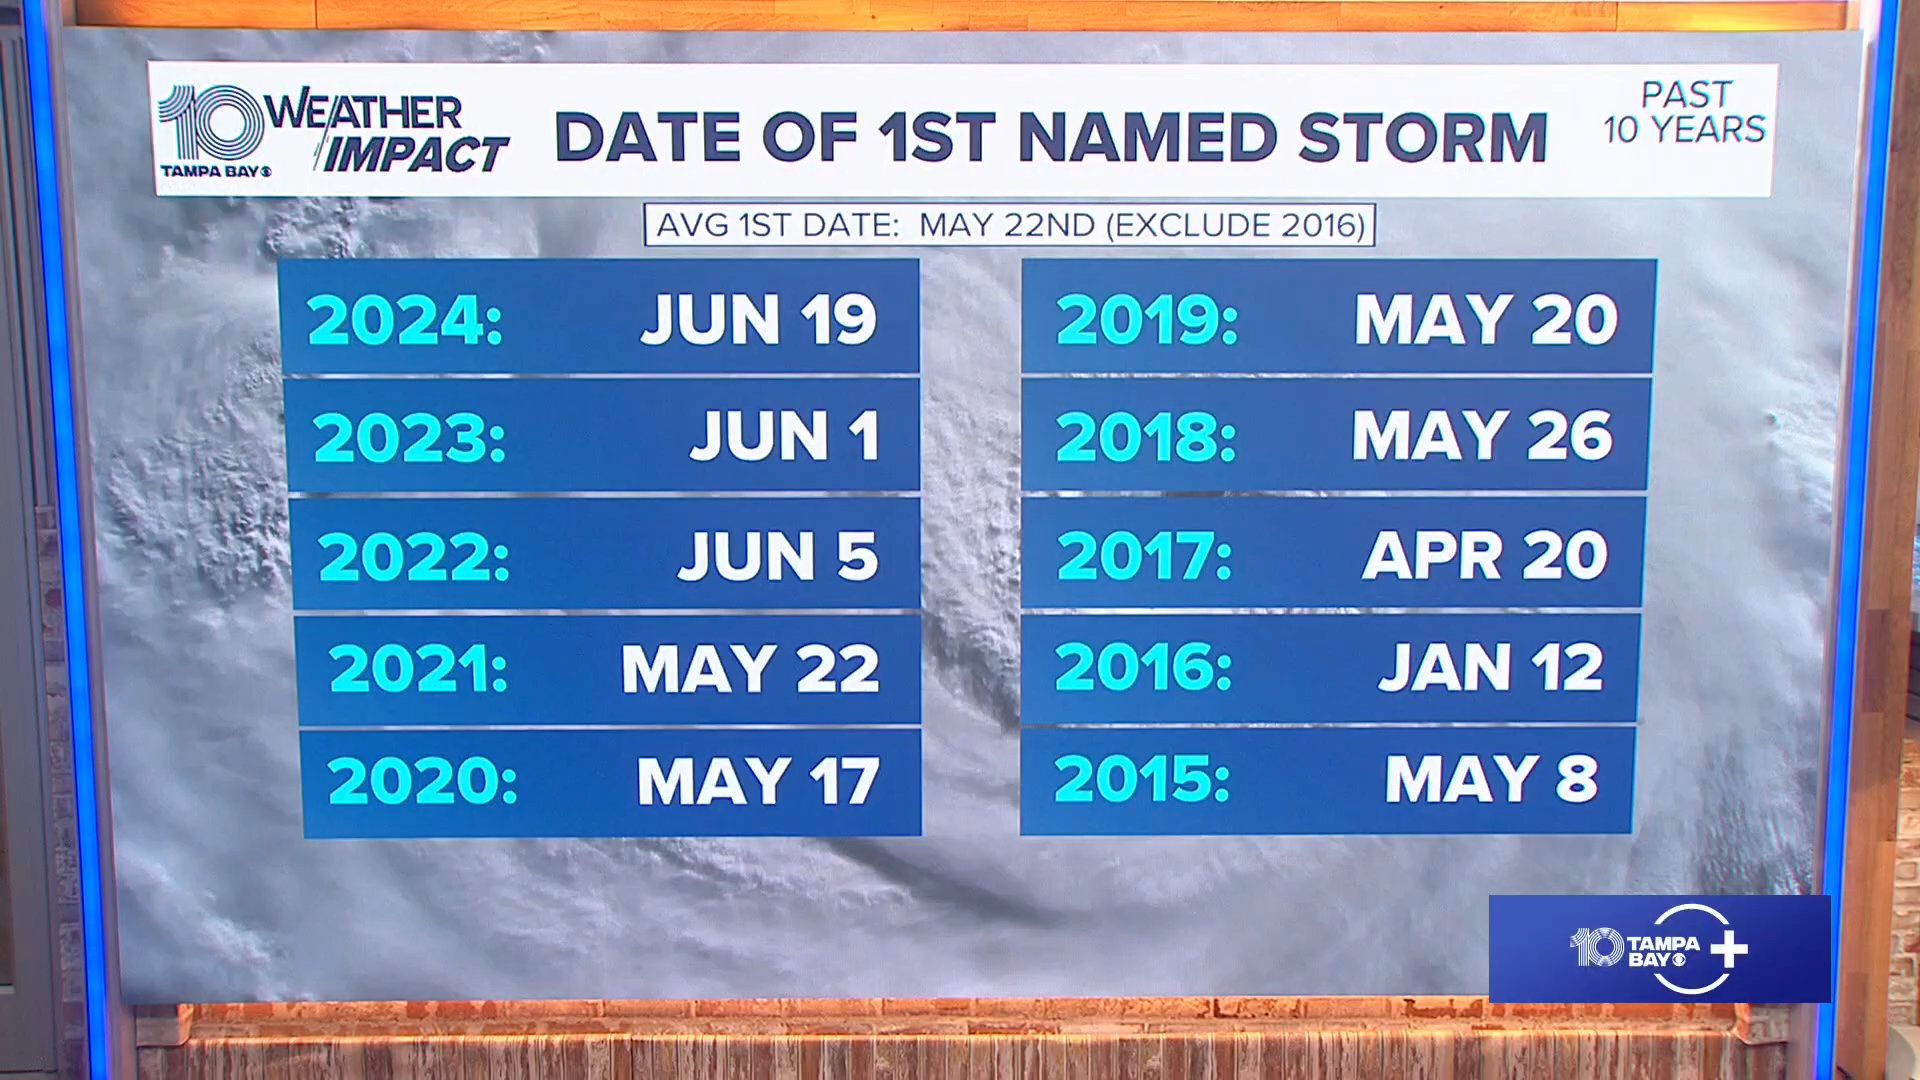 10 WEATHER IMPACT
TAMPA BAY
DATE OF 1ST NAMED STORM
PAST
10 YEARS
AVG 1ST DATE: MAY 22ND (EXCLUDE 2016)
2024: JUN 19
2023: JUN 1
2022: JUN 5
2021: MAY 22
2020: MAY 17
2019: MAY 20
2018: MAY 26
2017: APR 20
2016: JAN 12
2015: MAY 8
10 TAMPA BAY +